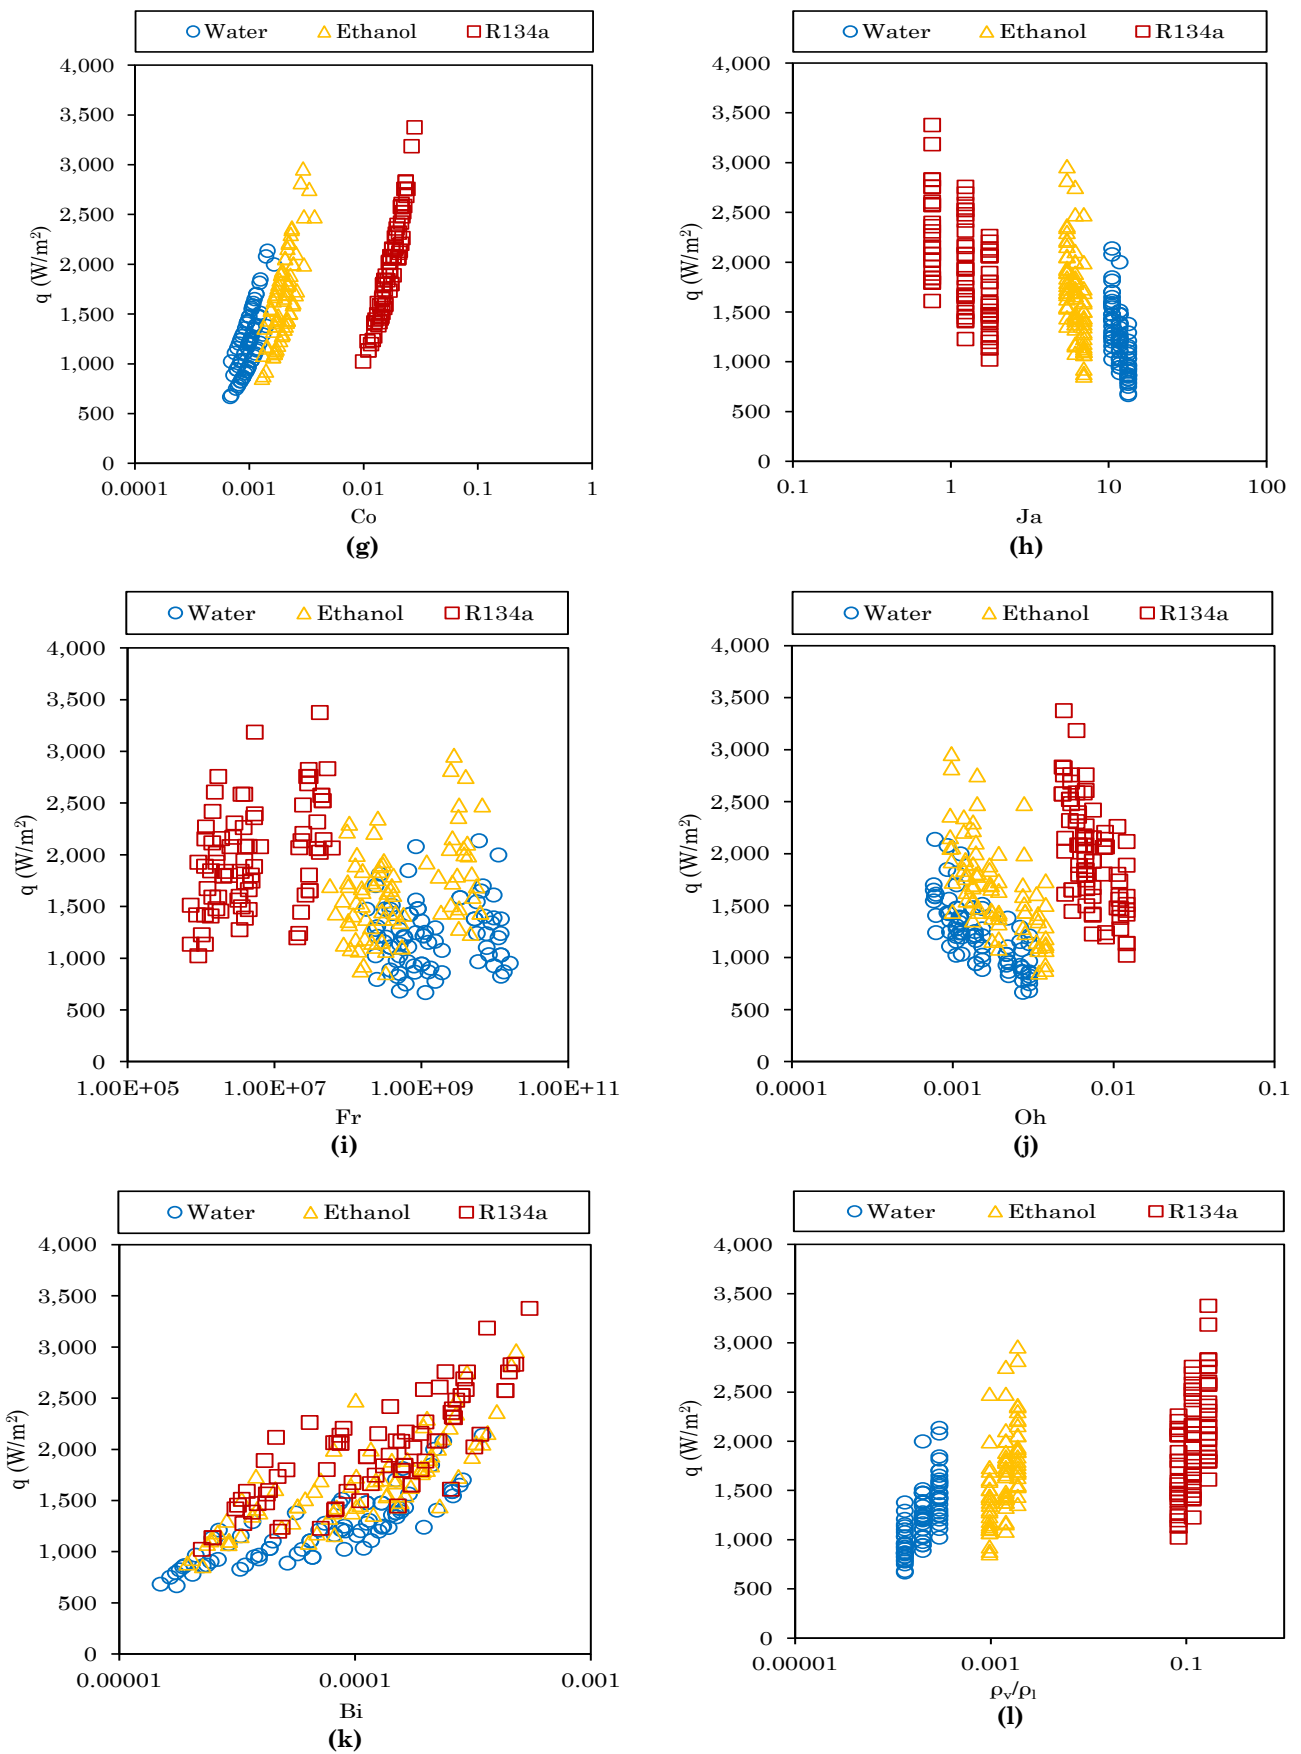 Water Ethanol R134a
4,000
3,500
3,000
2,500
2,000
1,500
1,000
500
0
q (W/m²)
0.0001 0.001 0.01 0.1 1
Co
(g)
Water Ethanol R134a
4,000
3,500
3,000
2,500
2,000
1,500
1,000
500
0
q (W/m²)
0.1 1 10 100
Ja
(h)
Water Ethanol R134a
4,000
3,500
3,000
2,500
2,000
1,500
1,000
500
0
q (W/m²)
1.00E+05 1.00E+07 1.00E+09 1.00E+11
Fr
(i)
Water Ethanol R134a
4,000
3,500
3,000
2,500
2,000
1,500
1,000
500
0
q (W/m²)
0.0001 0.001 0.01 0.1
Oh
(j)
Water Ethanol R134a
4,000
3,500
3,000
2,500
2,000
1,500
1,000
500
0
q (W/m²)
0.00001 0.0001 0.001
Bi
(k)
Water Ethanol R134a
4,000
3,500
3,000
2,500
2,000
1,500
1,000
500
0
q (W/m²)
0.00001 0.001 0.1
ρᵥ/ρₗ
(l)